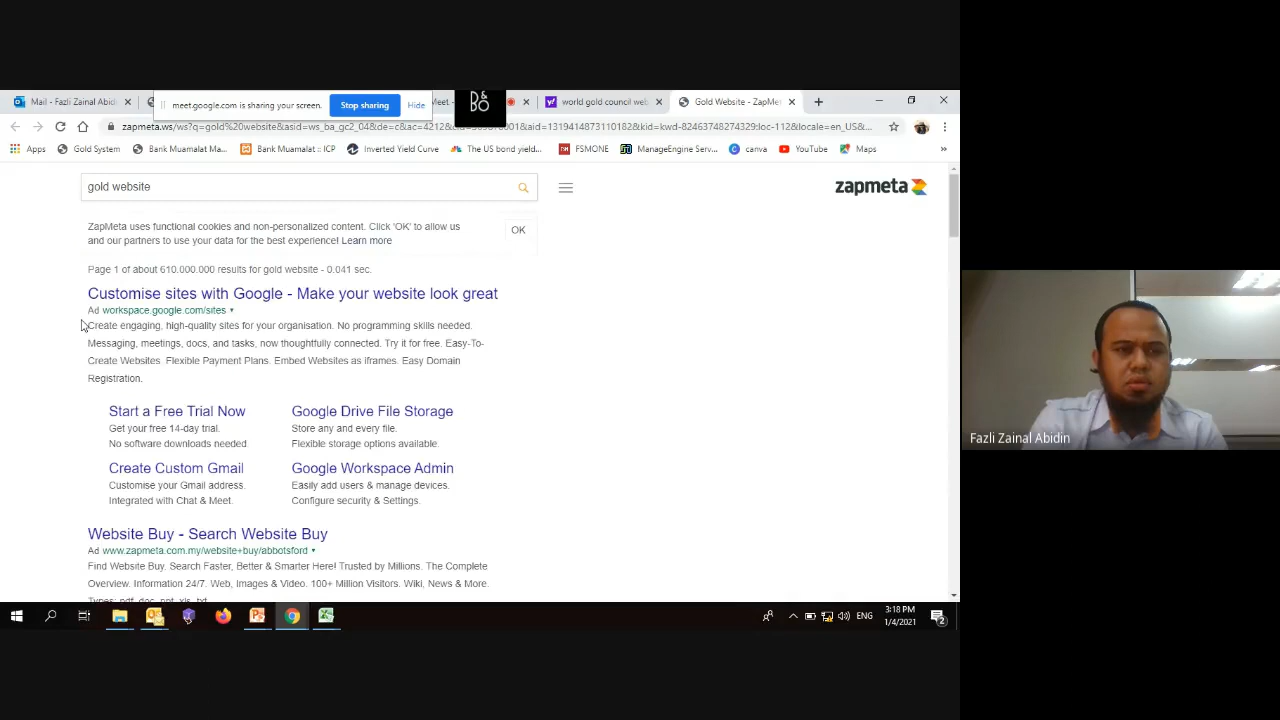 meet.google.com is sharing your screen.
Stop sharing
Hide
B&BO
Mail - Fazli Zainal Abidi
Meet -
world gold council web
Gold Website - ZapMe
Apps
Gold System
Bank Muamalat Ma...
Bank Muamalat :: ICP
Inverted Yield Curve
The US bond yield...
FSMONE
ManageEngine Serv...
canva
YouTube
Maps
gold website
zapmeta
ZapMeta uses functional cookies and non-personalized content. Click 'OK' to allow us
and our partners to use your data for the best experience! Learn more
OK
Page 1 of about 610.000.000 results for gold website - 0.041 sec.
Customise sites with Google - Make your website look great
Ad workspace.google.com/sites
Create engaging, high-quality sites for your organisation. No programming skills needed.
Messaging, meetings, docs, and tasks, now thoughtfully connected. Try it for free. Easy-To-
Create Websites. Flexible Payment Plans. Embed Websites as iframes. Easy Domain
Registration.
Start a Free Trial Now
Get your free 14-day trial.
No software downloads needed.
Google Drive File Storage
Store any and every file.
Flexible storage options available.
Create Custom Gmail
Customise your Gmail address.
Integrated with Chat & Meet.
Google Workspace Admin
Easily add users & manage devices.
Configure security & Settings.
Website Buy - Search Website Buy
Ad www.zapmeta.com.my/website+buy/abbotsford
Find Website Buy. Search Faster, Better & Smarter Here! Trusted by Millions. The Complete
Overview. Information 24/7. Web, Images & Video. 100+ Million Visitors. Wiki, News & More.
Types: pdf, doc, ppt, xls, txt.
ENG
3:18 PM
1/4/2021
2
Fazli Zainal Abidin